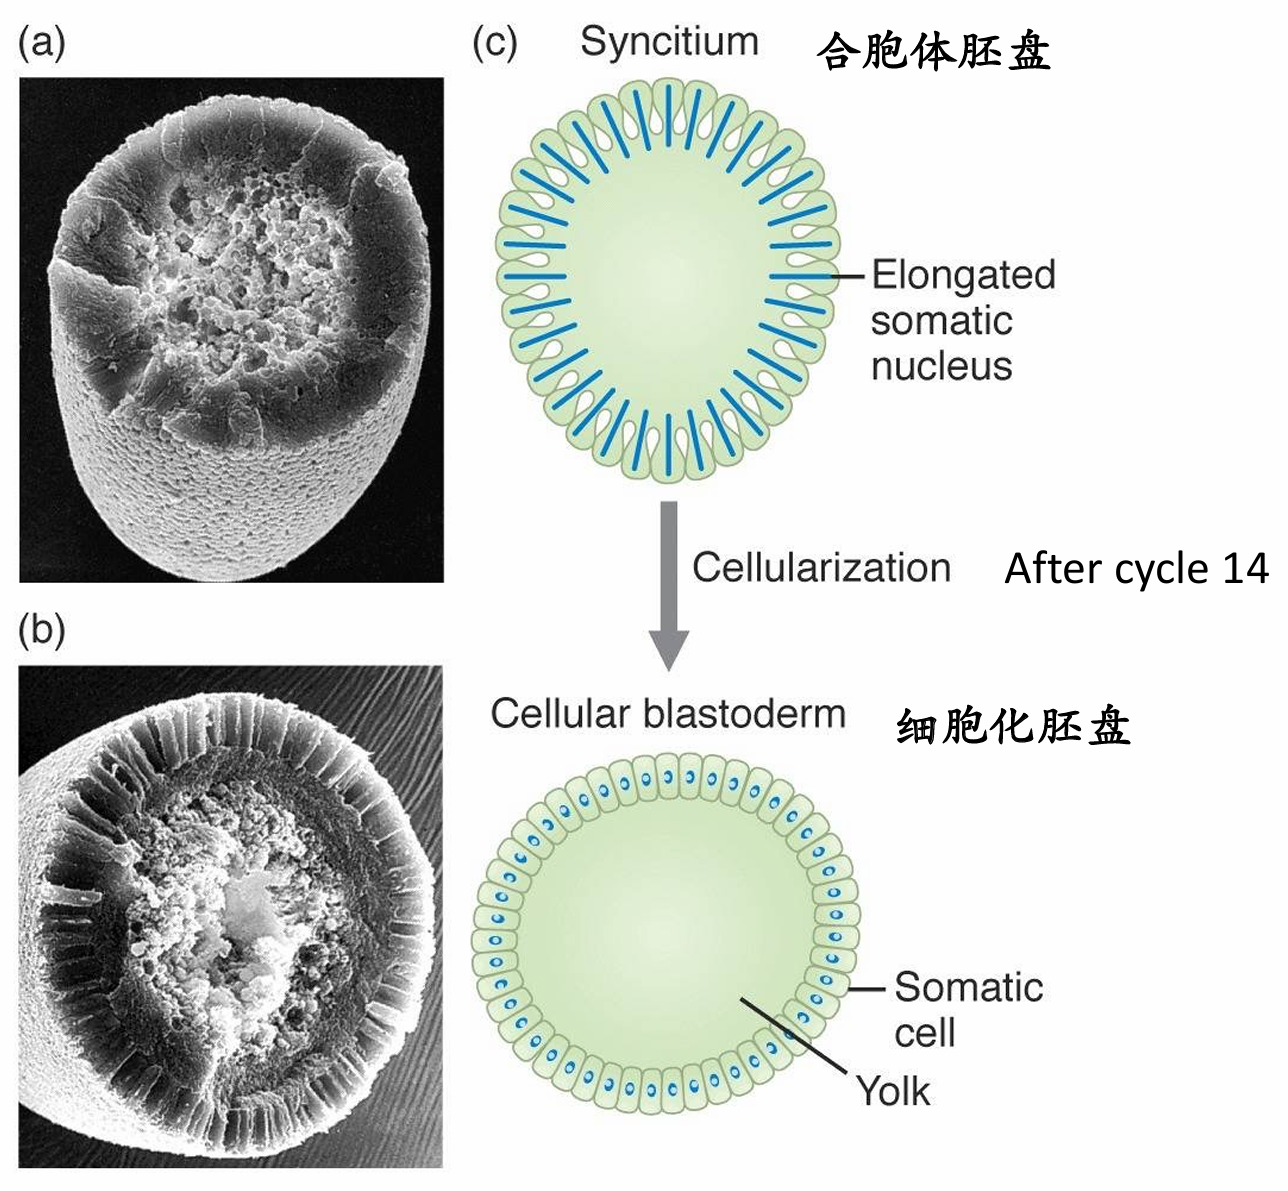 (a)
(c)
Syncitium
合胞体胚盘
Elongated
somatic
nucleus
Cellularization
After cycle 14
(b)
Cellular blastoderm
细胞化胚盘
Somatic
cell
Yolk